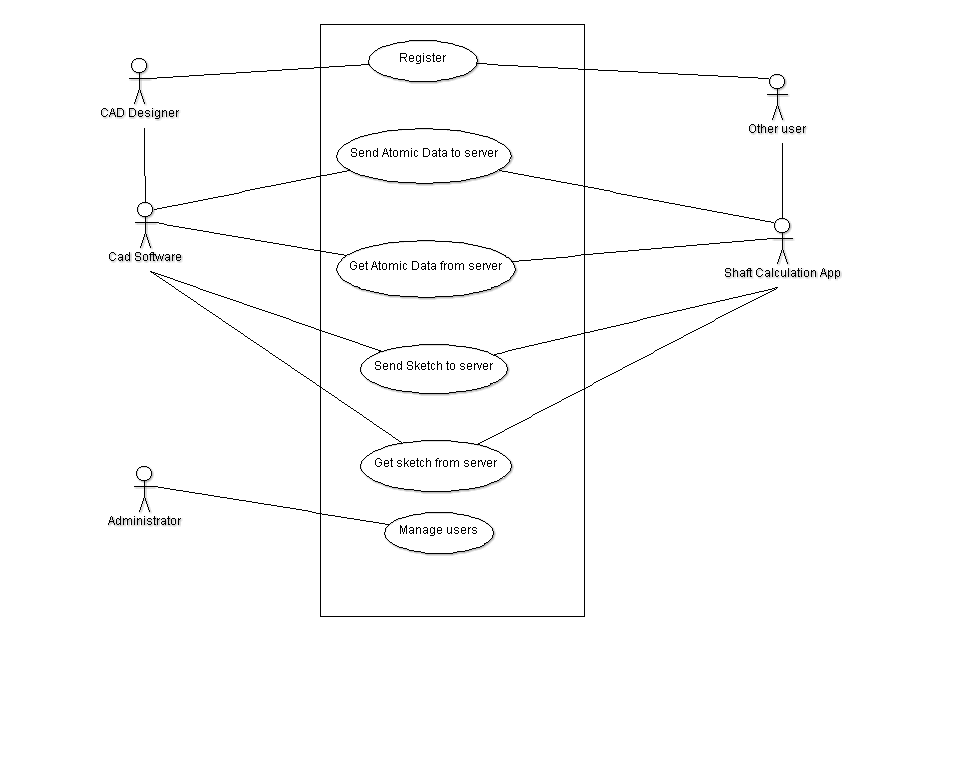 Register
CAD Designer
Other user
Send Atomic Data to server
Cad Software
Get Atomic Data from server
Shaft Calculation App
Send Sketch to server
Get sketch from server
Administrator
Manage users